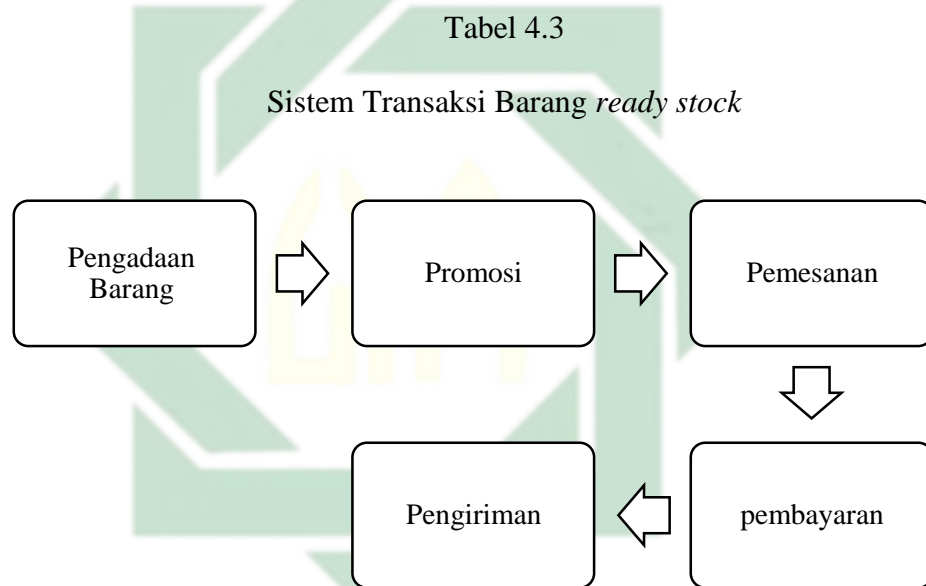 Tabel 4.3
Sistem Transaksi Barang ready stock
Pengadaan
Barang
Promosi
Pemesanan
pembayaran
Pengiriman